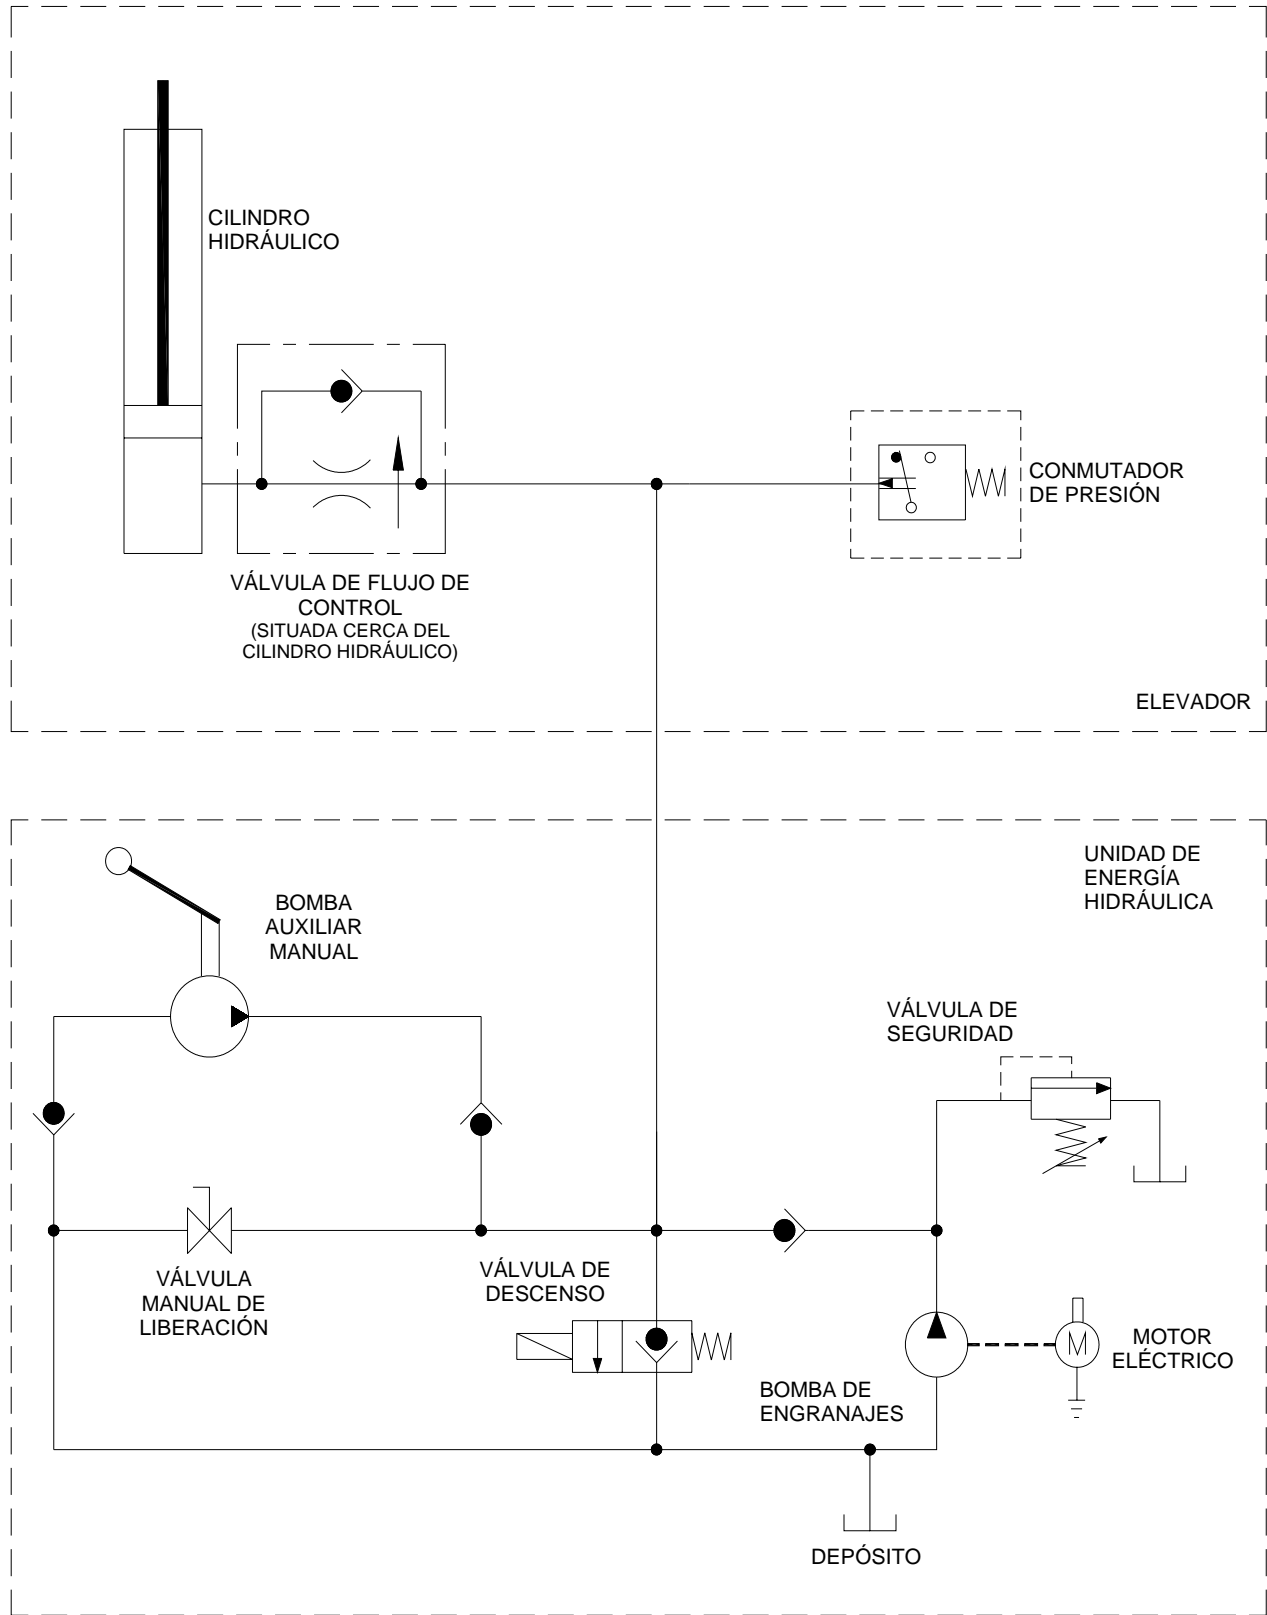 CILINDRO
HIDRÁULICO
CONMUTADOR
DE PRESIÓN
VÁLVULA DE FLUJO DE
CONTROL
(SITUADA CERCA DEL
CILINDRO HIDRÁULICO)
ELEVADOR
UNIDAD DE
ENERGÍA
HIDRÁULICA
BOMBA
AUXILIAR
MANUAL
VÁLVULA DE
SEGURIDAD
VÁLVULA
MANUAL DE
LIBERACIÓN
VÁLVULA DE
DESCENSO
M
MOTOR
ELÉCTRICO
BOMBA DE
ENGRANAJES
DEPÓSITO